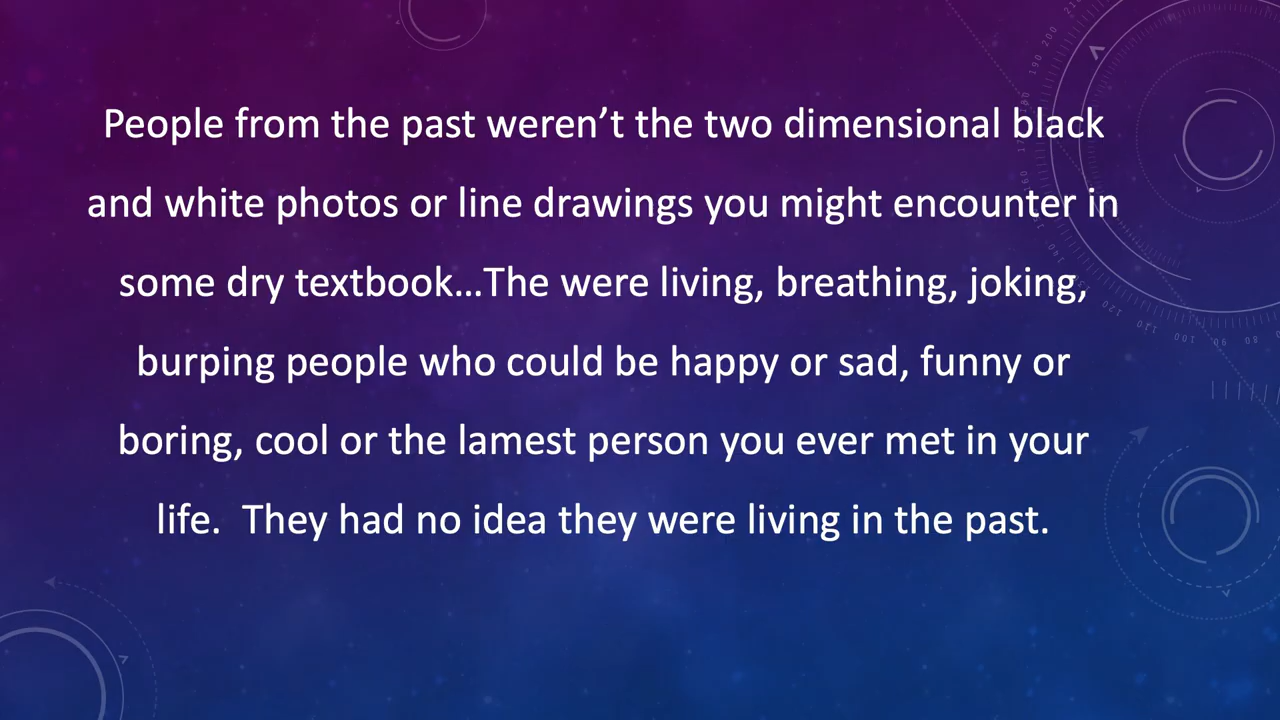 People from the past weren’t the two dimensional black
and white photos or line drawings you might encounter in
some dry textbook…The were living, breathing, joking,
burping people who could be happy or sad, funny or
boring, cool or the lamest person you ever met in your
life.  They had no idea they were living in the past.